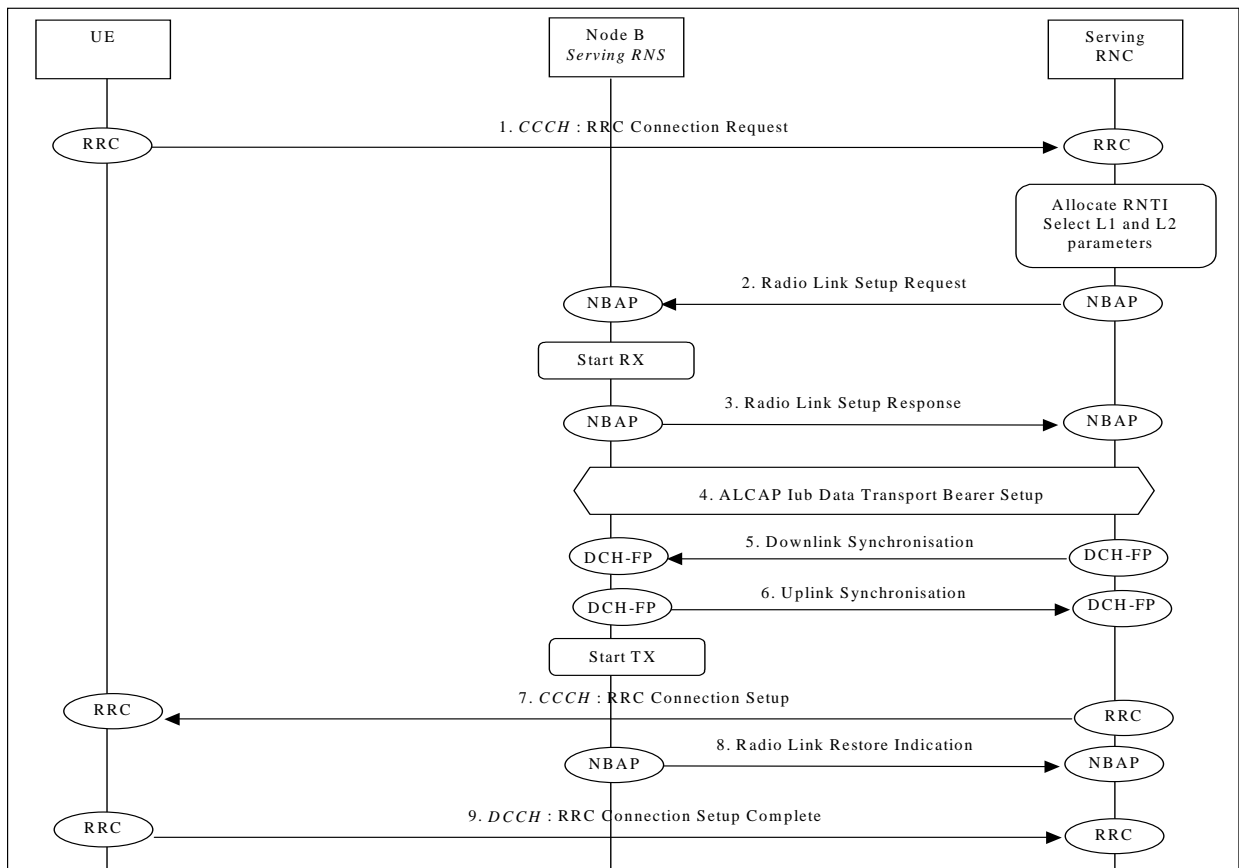 UE
Node B
Serving RNS
Serving
RNC
1. CCCH : RRC Connection Request
RRC
RRC
Allocate RNTI
Select L1 and L2
parameters
2. Radio Link Setup Request
NBAP
NBAP
Start RX
3. Radio Link Setup Response
NBAP
NBAP
4. ALCAP Iub Data Transport Bearer Setup
5. Downlink Synchronisation
DCH-FP
DCH-FP
6. Uplink Synchronisation
DCH-FP
DCH-FP
Start TX
7. CCCH : RRC Connection Setup
RRC
RRC
8. Radio Link Restore Indication
NBAP
NBAP
9. DCCH : RRC Connection Setup Complete
RRC
RRC